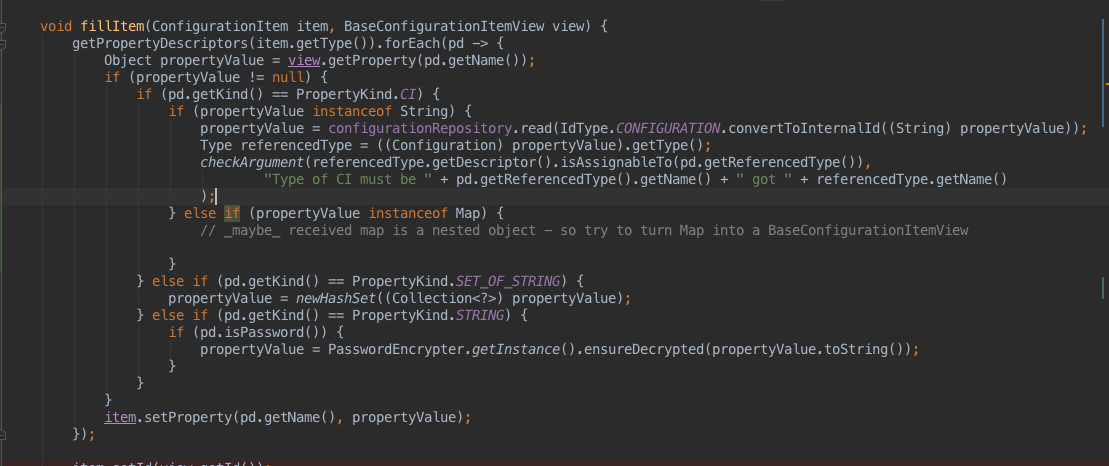 void fillItem(ConfigurationItem item, BaseConfigurationItemView view) {
getPropertyDescriptors(item.getType()).forEach(pd -> {
Object propertyValue = view.getProperty(pd.getName());
if (propertyValue != null) {
if (pd.getKind() == PropertyKind.CI) {
if (propertyValue instanceof String) {
propertyValue = configurationRepository.read(IdType.CONFIGURATION.convertToInternalId((String) propertyValue));
Type referencedType = ((Configuration) propertyValue).getType();
checkArgument(referencedType.getDescriptor().isAssignableTo(pd.getReferencedType()),
"Type of CI must be " + pd.getReferencedType().getName() + " got " + referencedType.getName()
);
} else if (propertyValue instanceof Map) {
// _maybe_ received map is a nested object – so try to turn Map into a BaseConfigurationItemView
}
} else if (pd.getKind() == PropertyKind.SET_OF_STRING) {
propertyValue = newHashSet((Collection<?>) propertyValue);
} else if (pd.getKind() == PropertyKind.STRING) {
if (pd.isPassword()) {
propertyValue = PasswordEncrypter.getInstance().ensureDecrypted(propertyValue.toString());
}
}
}
item.setProperty(pd.getName(), propertyValue);
});
item.setId(view.getId());